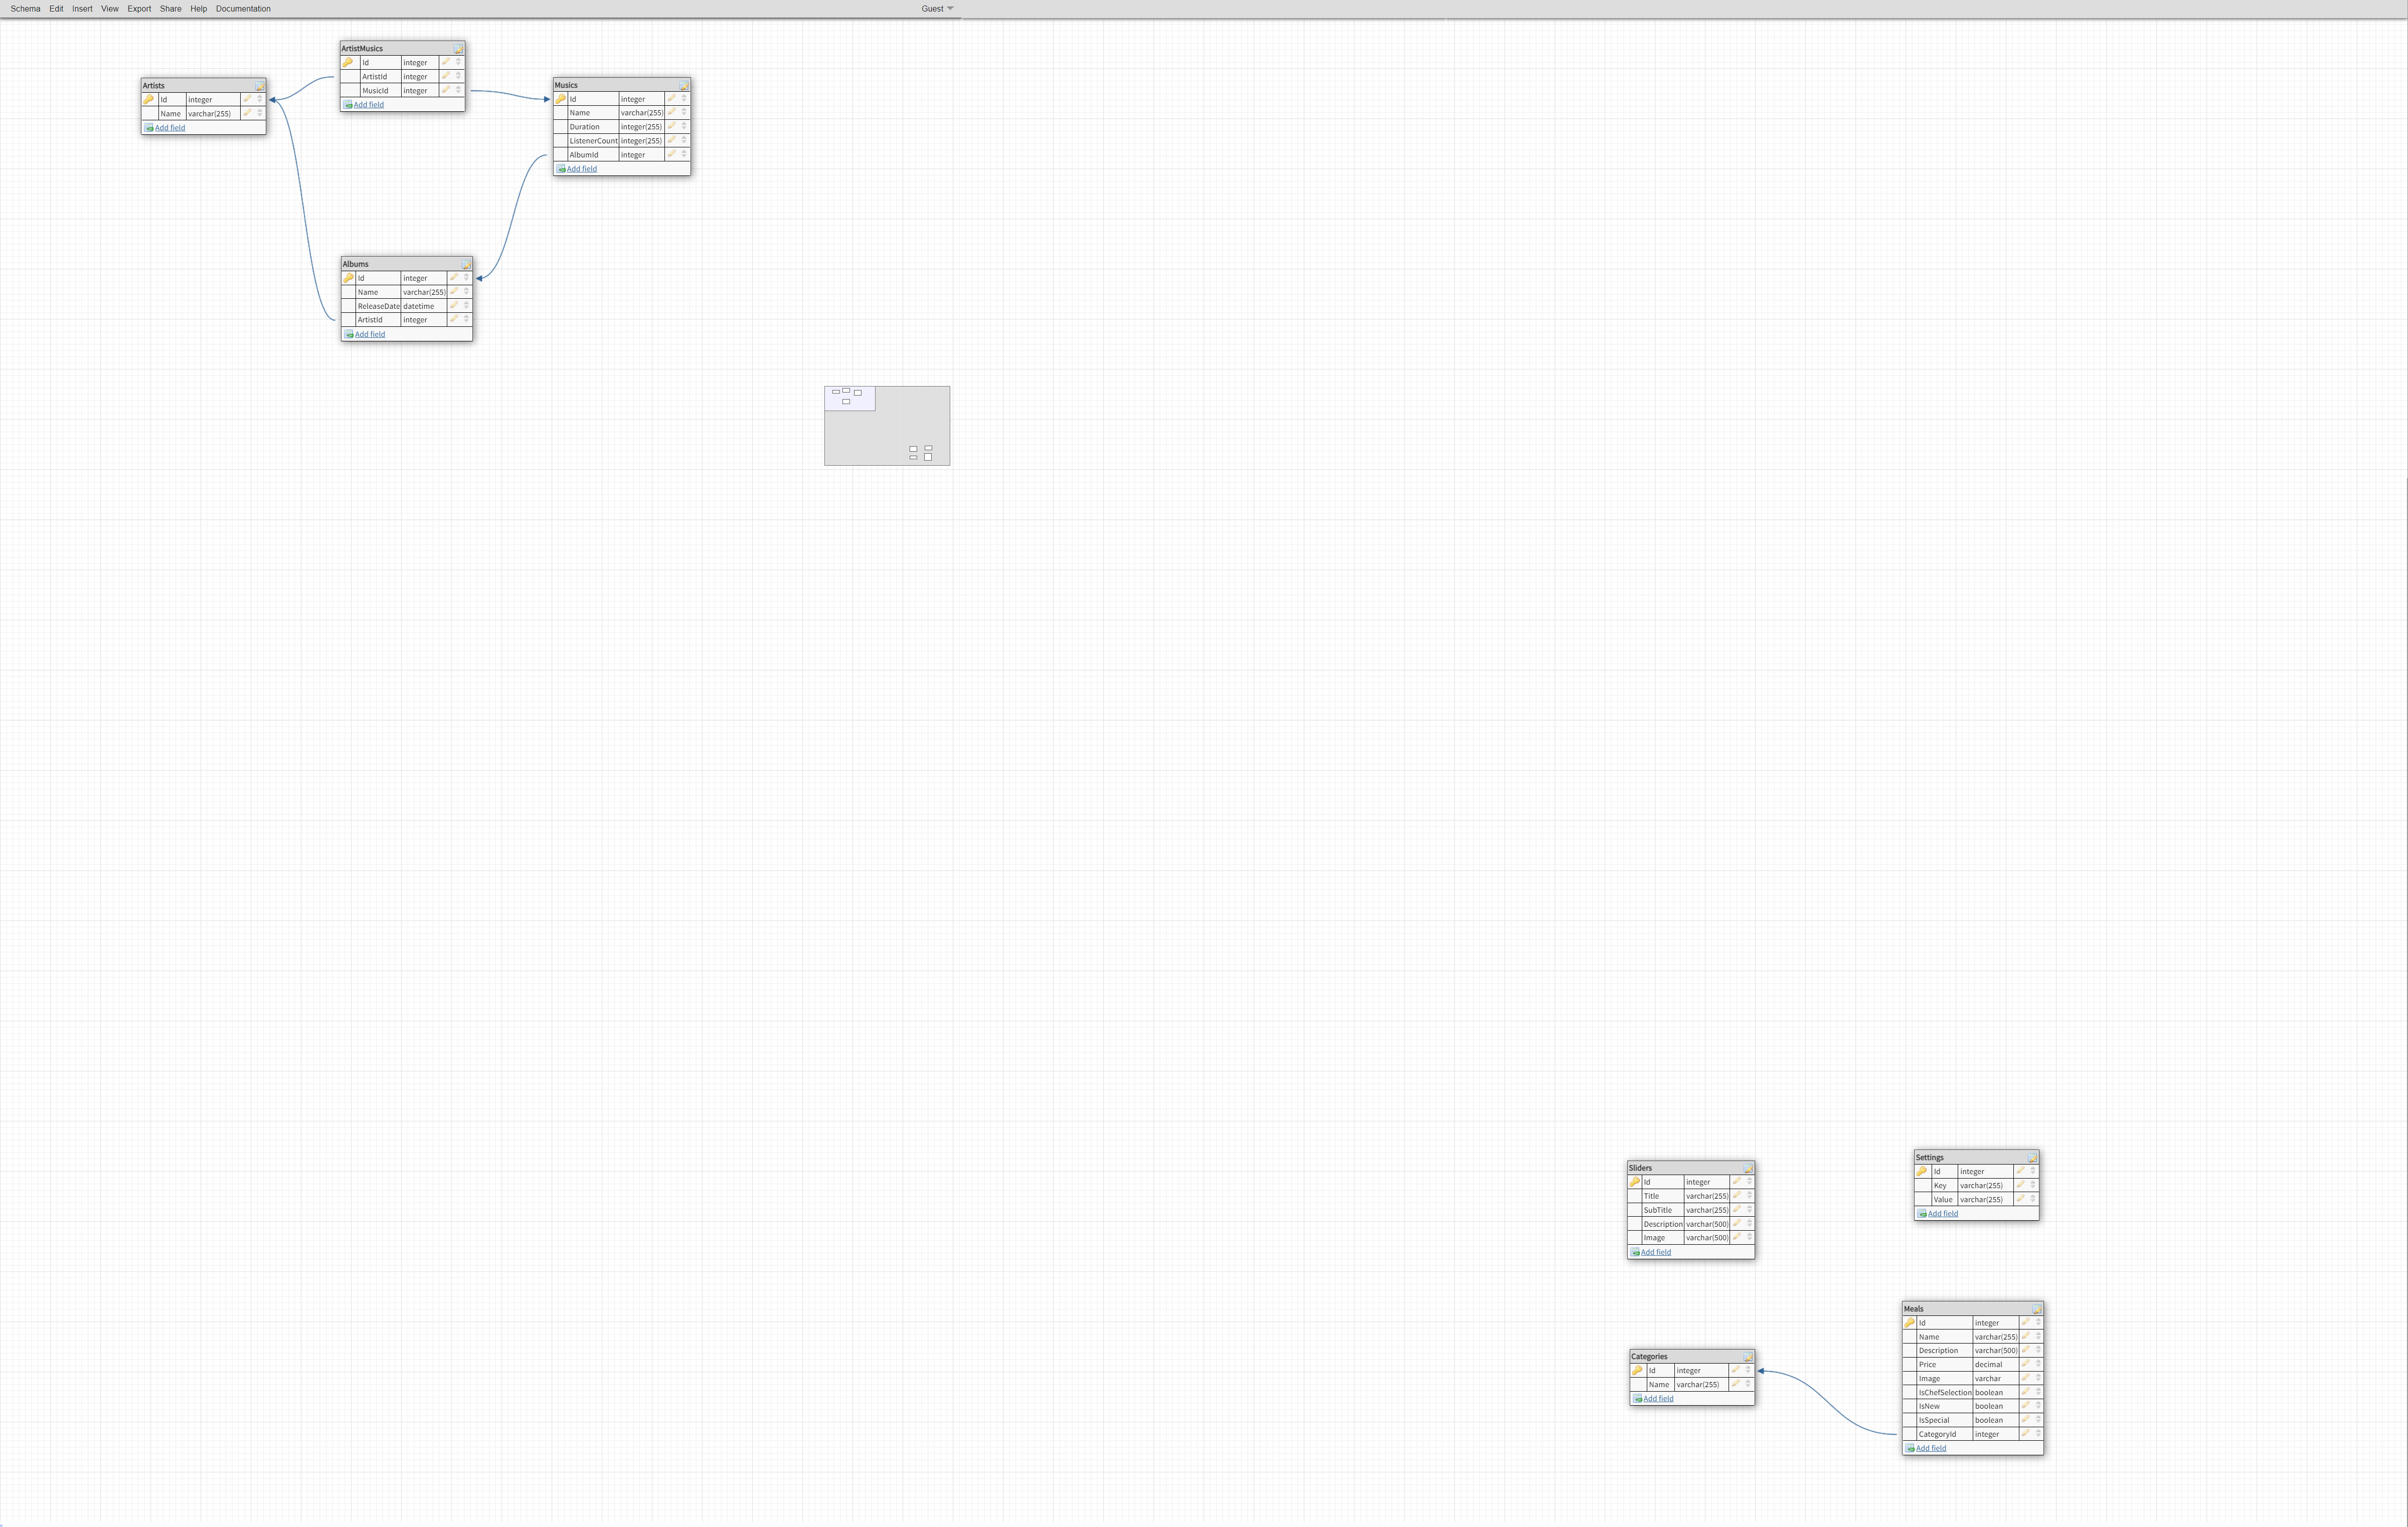 Schema Edit Insert View Export Share Help Documentation Guest
ArtistMusics
Id integer
ArtistId integer
MusicId integer
Add field
Artists
Id integer
Name varchar(255)
Add field
Musics
Id integer
Name varchar(255)
Duration integer(255)
ListenerCount integer(255)
AlbumId integer
Add field
Albums
Id integer
Name varchar(255)
ReleaseDate datetime
ArtistId integer
Add field
Sliders
Id integer
Title varchar(255)
SubTitle varchar(255)
Description varchar(500)
Image varchar(500)
Add field
Settings
Id integer
Key varchar(255)
Value varchar(255)
Add field
Categories
Id integer
Name varchar(255)
Add field
Meals
Id integer
Name varchar(255)
Description varchar(500)
Price decimal
Image varchar
IsChefSelection boolean
IsNew boolean
IsSpecial boolean
CategoryId integer
Add field